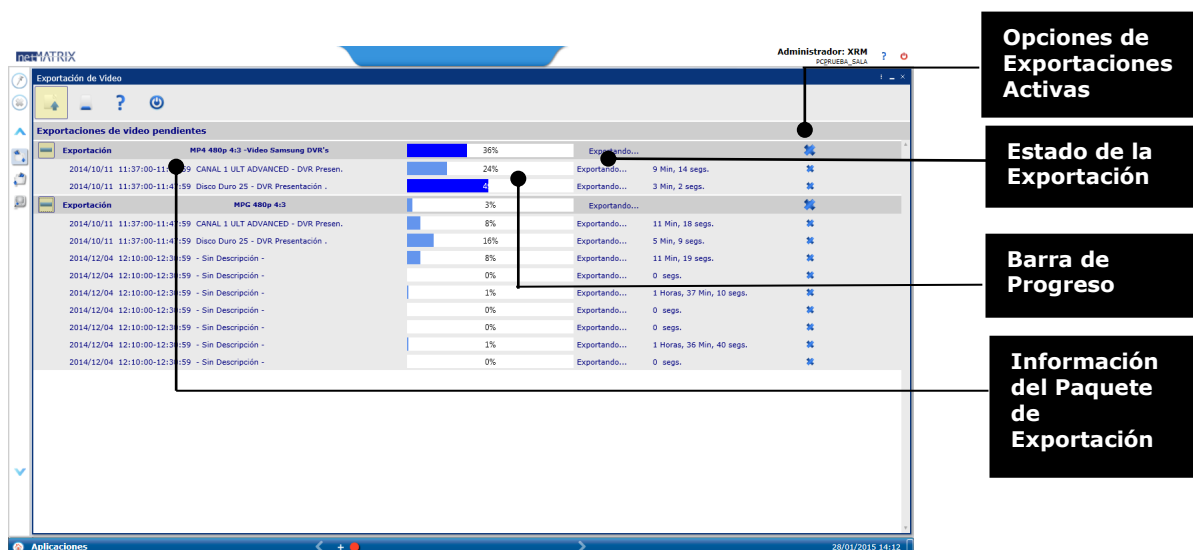 Opciones de
Exportaciones
Activas
netMATRIX
Administrador: XRM
PCPRUEBA_SALA
?
Exportación de Video
?
Exportaciones de video pendientes
Exportación MP4 480p 4:3 -Video Samsung DVR's 36% Exportando...
2014/10/11 11:37:00-11: :59 CANAL 1 ULT ADVANCED - DVR Presen. 24% Exportando... 9 Min, 14 segs.
2014/10/11 11:37:00-11:47:59 Disco Duro 25 - DVR Presentación . Exportando... 3 Min, 2 segs.
Exportación MPG 480p 4:3 3% Exportando...
2014/10/11 11:37:00-11:47:59 CANAL 1 ULT ADVANCED - DVR Presen. 8% Exportando... 11 Min, 18 segs.
2014/10/11 11:37:00-11:47:59 Disco Duro 25 - DVR Presentación . 16% Exportando... 5 Min, 9 segs.
2014/12/04 12:10:00-12:30:59 - Sin Descripción - 8% Exportando... 11 Min, 19 segs.
2014/12/04 12:10:00-12:30:59 - Sin Descripción - 0% Exportando... 0 segs.
2014/12/04 12:10:00-12:30:59 - Sin Descripción - 1% Exportando... 1 Horas, 37 Min, 10 segs.
2014/12/04 12:10:00-12:30:59 - Sin Descripción - 0% Exportando... 0 segs.
2014/12/04 12:10:00-12:30:59 - Sin Descripción - 0% Exportando... 0 segs.
2014/12/04 12:10:00-12:30:59 - Sin Descripción - 1% Exportando... 1 Horas, 36 Min, 40 segs.
2014/12/04 12:10:00-12:30:59 - Sin Descripción - 0% Exportando... 0 segs.
Estado de la
Exportación
Barra de
Progreso
Información
del Paquete
de
Exportación
Aplicaciones
28/01/2015 14:12